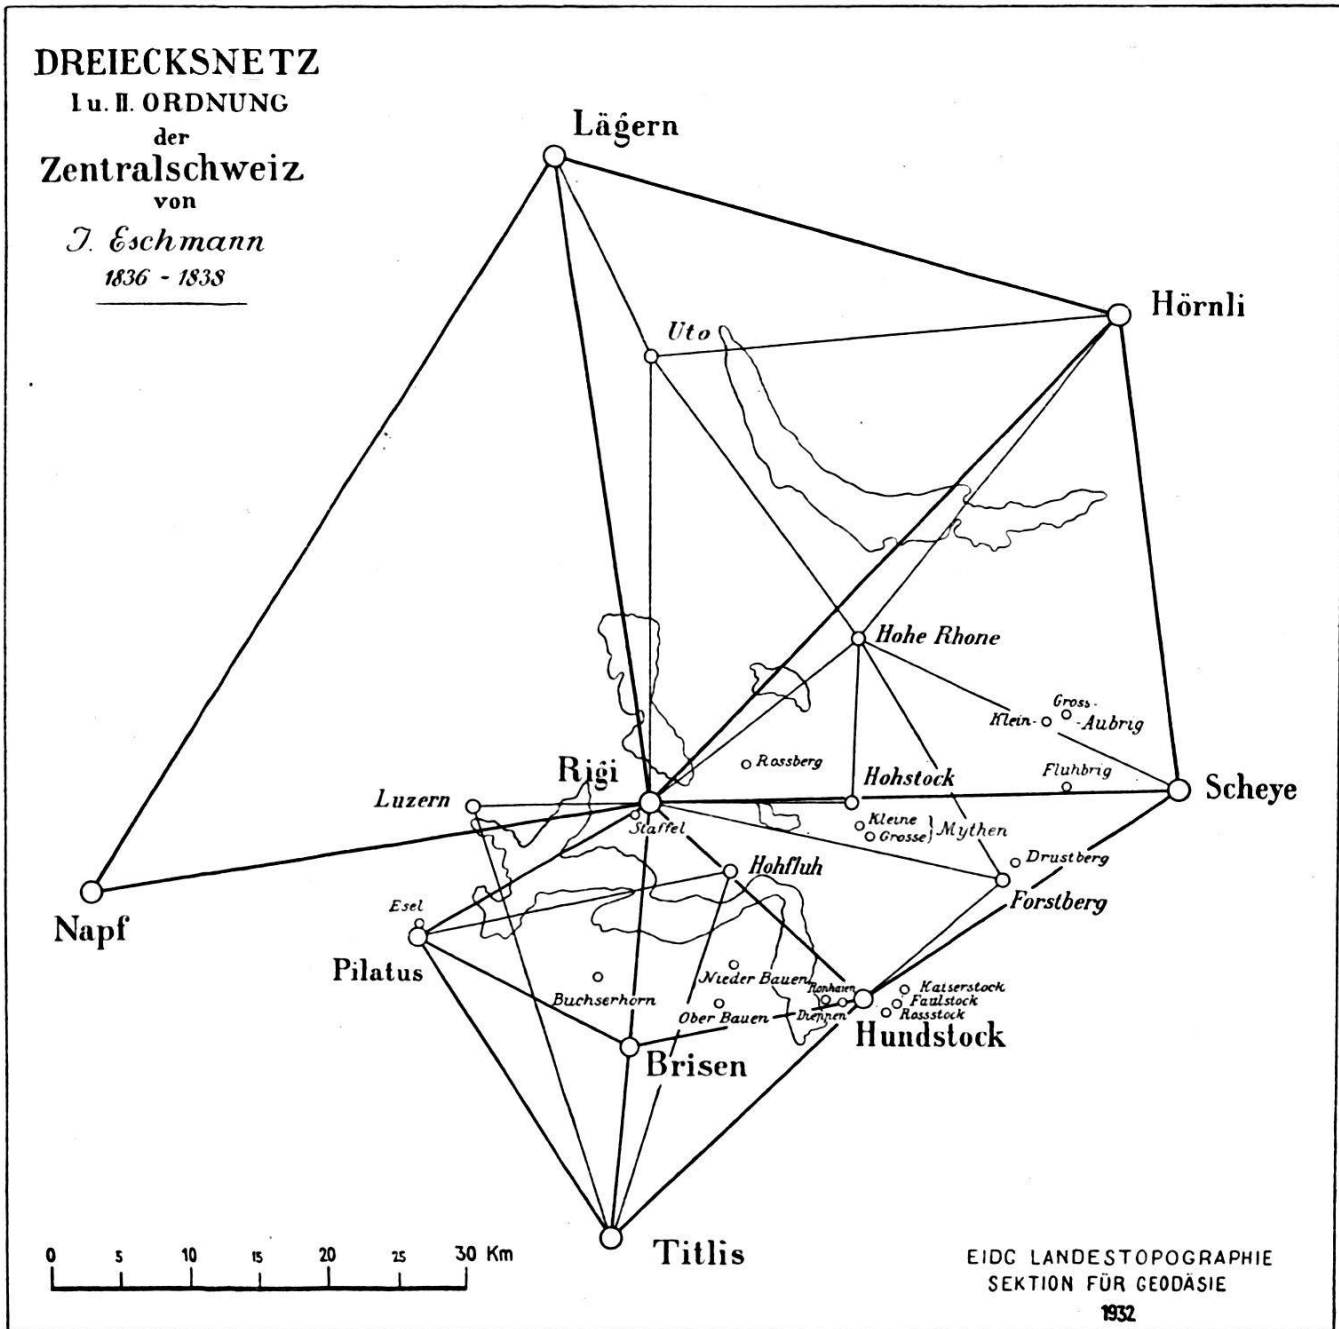 DREIECKSNETZ
I u. II. ORDNUNG
der
Zentralschweiz
von
J. Eschmann
1836 - 1838
Lägern
Hörnli
Uto
Hohe Rhone
Gross-
Klein-
-Aubrig
Rigi
Rossberg
Hohstock
Fluhbrig
Scheye
Luzern
Staffel
Kleine
Grosse
} Mythen
Hohfluh
Drustberg
Forstberg
Napf
Esel
Pilatus
Nieder Bauen
Buchserhorn
Ober Bauen
Dieppen
Kaiserstock
Faulstock
Rossstock
Hundstock
Brisen
Titlis
0 5 10 15 20 25 30 Km
EIDG LANDESTOPOGRAPHIE
SEKTION FÜR GEODÄSIE
1932